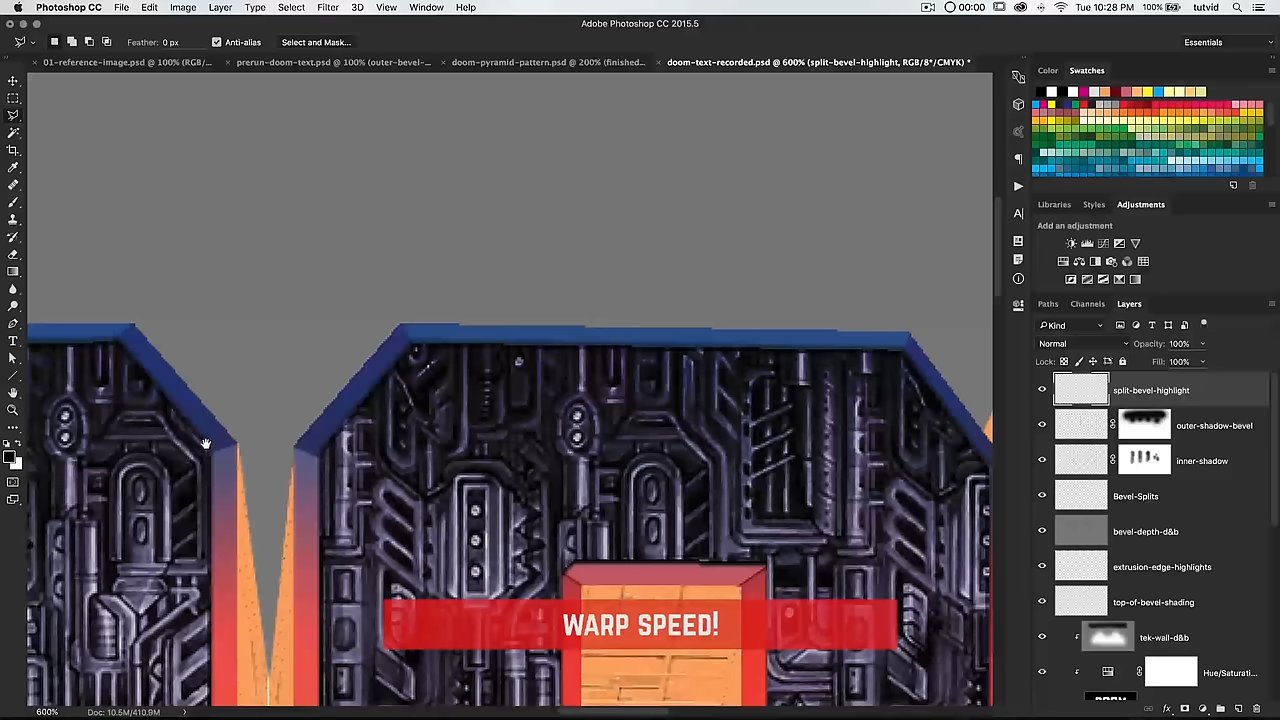 Photoshop CC File Edit Image Layer Type Select Filter 3D View Window Help 00:00 100% Tue 10:28 PM tutvid
Adobe Photoshop CC 2015.5
Feather: 0 px Anti-alias Select and Mask... Essentials
01-reference-image.psd @ 100% (RGB/... prerun-doom-text.psd @ 100% (outer-bevel-... doom-pyramid-pattern.psd @ 200% (finished... doom-text-recorded.psd @ 600% (split-bevel-highlight, RGB/8*/CMYK) *
Color Swatches
Libraries Styles Adjustments
Add an adjustment
Paths Channels Layers
Kind
Normal Opacity: 100%
Lock: Fill: 100%
split-bevel-highlight
outer-shadow-bevel
inner-shadow
Bevel-Splits
bevel-depth-d&b
extrusion-edge-highlights
top-of-bevel-shading
tek-wall-d&b
Hue/Saturati...
WARP SPEED!
600% Doc: 10.5M/410.9M